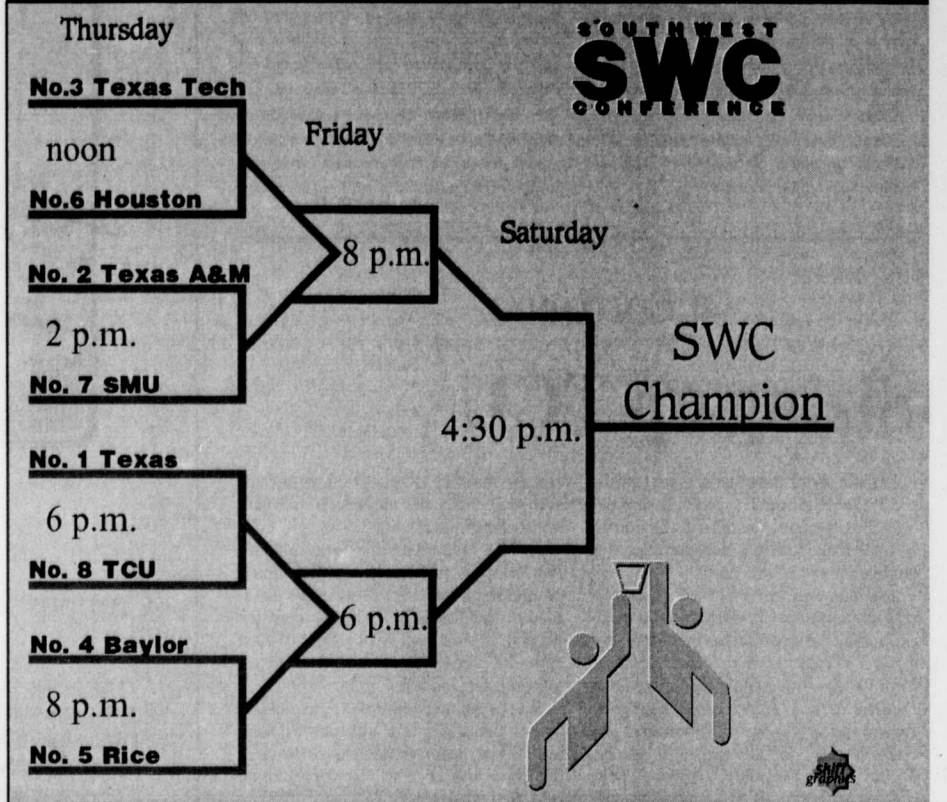 Thursday
SOUTHWEST
SWC
CONFERENCE
No.3 Texas Tech
noon
No.6 Houston
Friday
8 p.m.
No. 2 Texas A&M
2 p.m.
No. 7 SMU
Saturday
4:30 p.m.
SWC
Champion
No. 1 Texas
6 p.m.
No. 8 TCU
6 p.m.
No. 4 Baylor
8 p.m.
No. 5 Rice
shiff
graphics